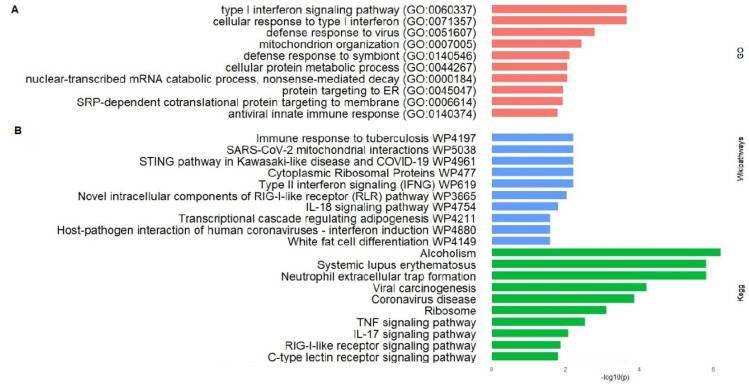 A
type I interferon signaling pathway (GO:0060337)
cellular response to type I interferon (GO:0071357)
defense response to virus (GO:0051607)
mitochondrion organization (GO:0007005)
defense response to symbiont (GO:0140546)
cellular protein metabolic process (GO:0044267)
nuclear-transcribed mRNA catabolic process, nonsense-mediated decay (GO:0000184)
protein targeting to ER (GO:0045047)
SRP-dependent cotranslational protein targeting to membrane (GO:0006614)
antiviral innate immune response (GO:0140374)
GO
B
Immune response to tuberculosis WP4197
SARS-CoV-2 mitochondrial interactions WP5038
STING pathway in Kawasaki-like disease and COVID-19 WP4961
Cytoplasmic Ribosomal Proteins WP477
Type II interferon signaling (IFNG) WP619
Novel intracellular components of RIG-I-like receptor (RLR) pathway WP3865
IL-18 signaling pathway WP4754
Transcriptional cascade regulating adipogenesis WP4211
Host-pathogen interaction of human coronaviruses - interferon induction WP4880
White fat cell differentiation WP4149
Wikipathways
Alcoholism
Systemic lupus erythematosus
Neutrophil extracellular trap formation
Viral carcinogenesis
Coronavirus disease
Ribosome
TNF signaling pathway
IL-17 signaling pathway
RIG-I-like receptor signaling pathway
C-type lectin receptor signaling pathway
Kegg
0 2 4 6
-log10(p)